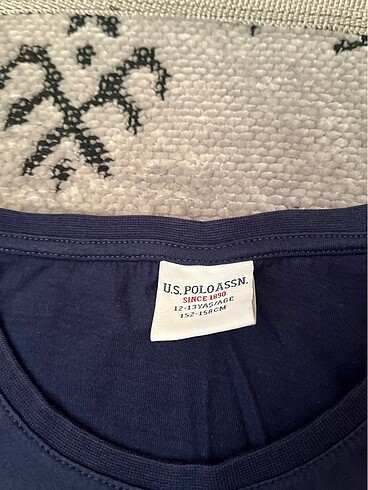 U.S. POLO ASSN.
SINCE 1890
12-13YAŞ/AGE
152-158CM